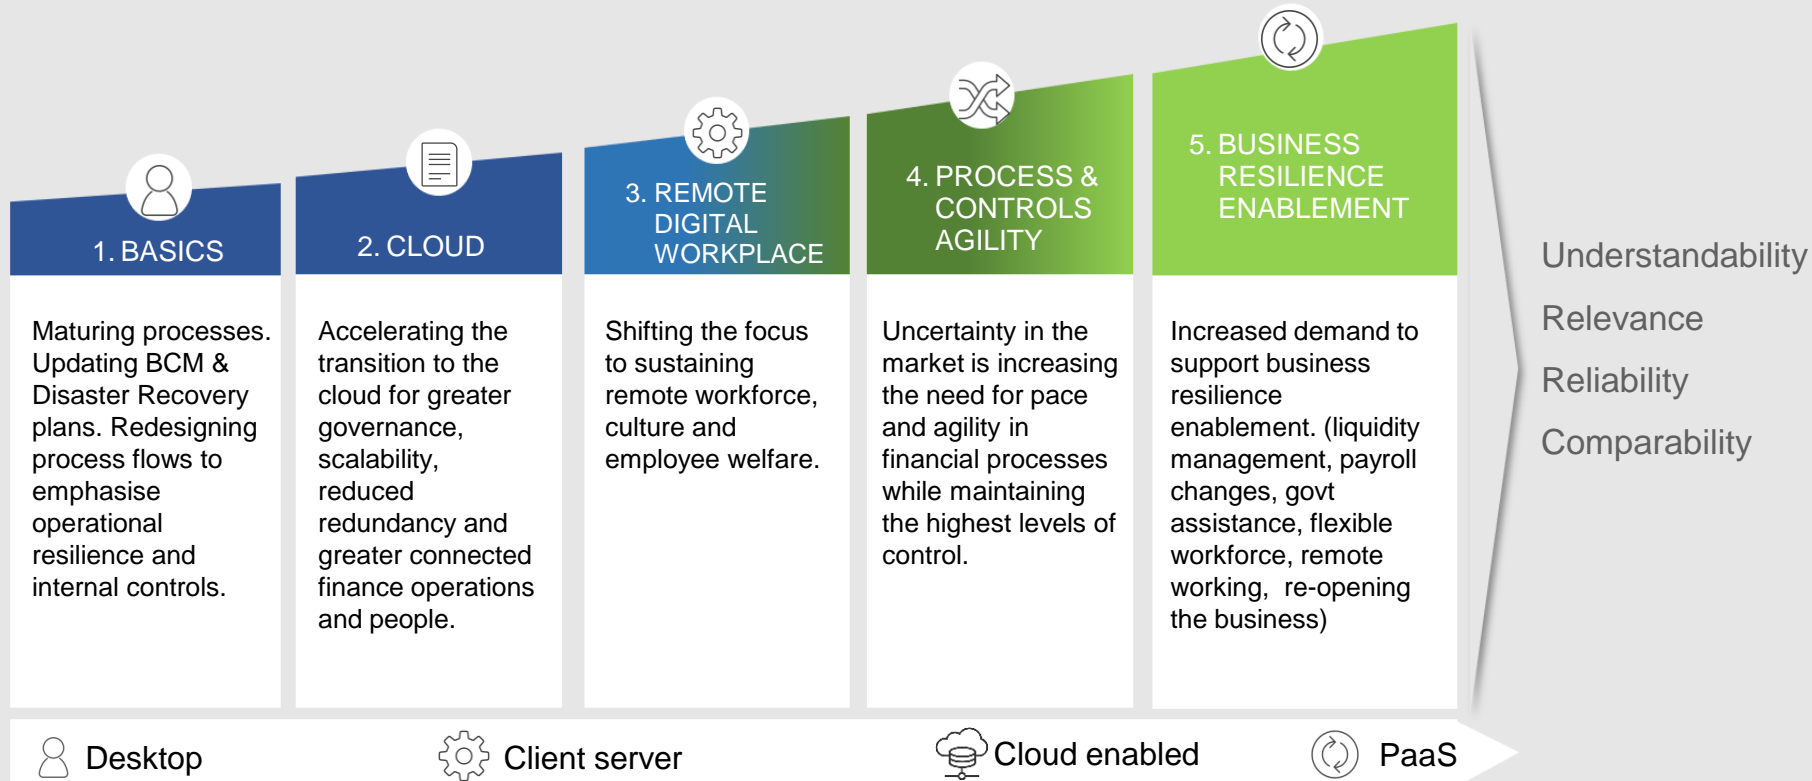 1. BASICS
Maturing processes.
Updating BCM &
Disaster Recovery
plans. Redesigning
process flows to
emphasise
operational
resilience and
internal controls.
2. CLOUD
Accelerating the
transition to the
cloud for greater
governance,
scalability,
reduced
redundancy and
greater connected
finance operations
and people.
3. REMOTE
DIGITAL
WORKPLACE
Shifting the focus
to sustaining
remote workforce,
culture and
employee welfare.
4. PROCESS &
CONTROLS
AGILITY
Uncertainty in the
market is increasing
the need for pace
and agility in
financial processes
while maintaining
the highest levels of
control.
5. BUSINESS
RESILIENCE
ENABLEMENT
Increased demand to
support business
resilience
enablement. (liquidity
management, payroll
changes, govt
assistance, flexible
workforce, remote
working, re-opening
the business)
Understandability
Relevance
Reliability
Comparability
Desktop
Client server
Cloud enabled
PaaS